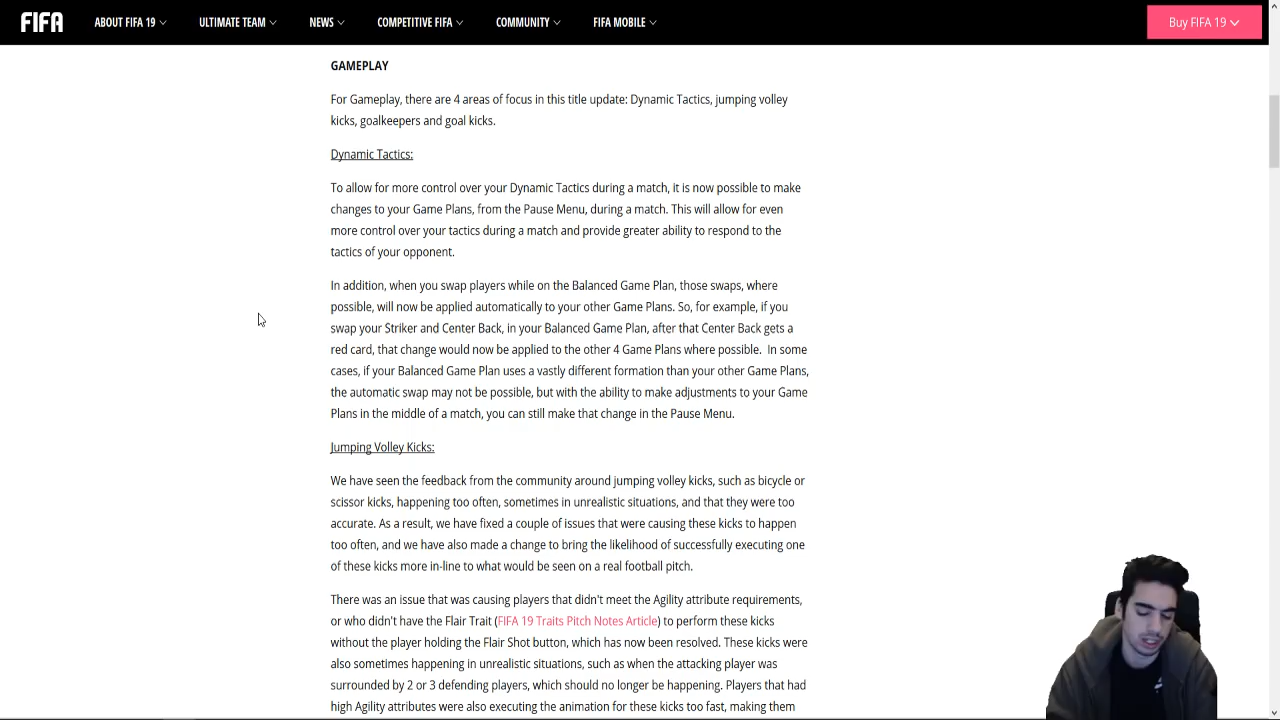 FIFA ABOUT FIFA 19 ULTIMATE TEAM NEWS COMPETITIVE FIFA COMMUNITY FIFA MOBILE Buy FIFA 19
GAMEPLAY
For Gameplay, there are 4 areas of focus in this title update: Dynamic Tactics, jumping volley
kicks, goalkeepers and goal kicks.
Dynamic Tactics:
To allow for more control over your Dynamic Tactics during a match, it is now possible to make
changes to your Game Plans, from the Pause Menu, during a match. This will allow for even
more control over your tactics during a match and provide greater ability to respond to the
tactics of your opponent.
In addition, when you swap players while on the Balanced Game Plan, those swaps, where
possible, will now be applied automatically to your other Game Plans. So, for example, if you
swap your Striker and Center Back, in your Balanced Game Plan, after that Center Back gets a
red card, that change would now be applied to the other 4 Game Plans where possible. In some
cases, if your Balanced Game Plan uses a vastly different formation than your other Game Plans,
the automatic swap may not be possible, but with the ability to make adjustments to your Game
Plans in the middle of a match, you can still make that change in the Pause Menu.
Jumping Volley Kicks:
We have seen the feedback from the community around jumping volley kicks, such as bicycle or
scissor kicks, happening too often, sometimes in unrealistic situations, and that they were too
accurate. As a result, we have fixed a couple of issues that were causing these kicks to happen
too often, and we have also made a change to bring the likelihood of successfully executing one
of these kicks more in-line to what would be seen on a real football pitch.
There was an issue that was causing players that didn't meet the Agility attribute requirements,
or who didn't have the Flair Trait (FIFA 19 Traits Pitch Notes Article) to perform these kicks
without the player holding the Flair Shot button, which has now been resolved. These kicks were
also sometimes happening in unrealistic situations, such as when the attacking player was
surrounded by 2 or 3 defending players, which should no longer be happening. Players that had
high Agility attributes were also executing the animation for these kicks too fast, making them